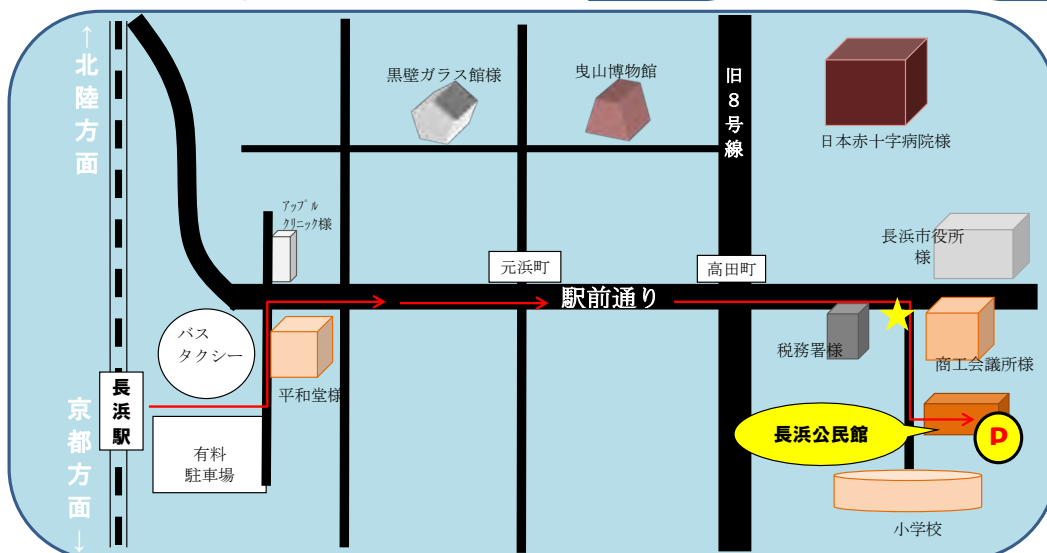 ↑北陸方面
黒壁ガラス館様
曳山博物館
旧8号線
日本赤十字病院様
アップル
クリニック様
元浜町
高田町
長浜市役所
様
駅前通り
バス
タクシー
平和堂様
税務署様
商工会議所様
長浜駅
京都方面↓
有料
駐車場
長浜公民館
P
小学校